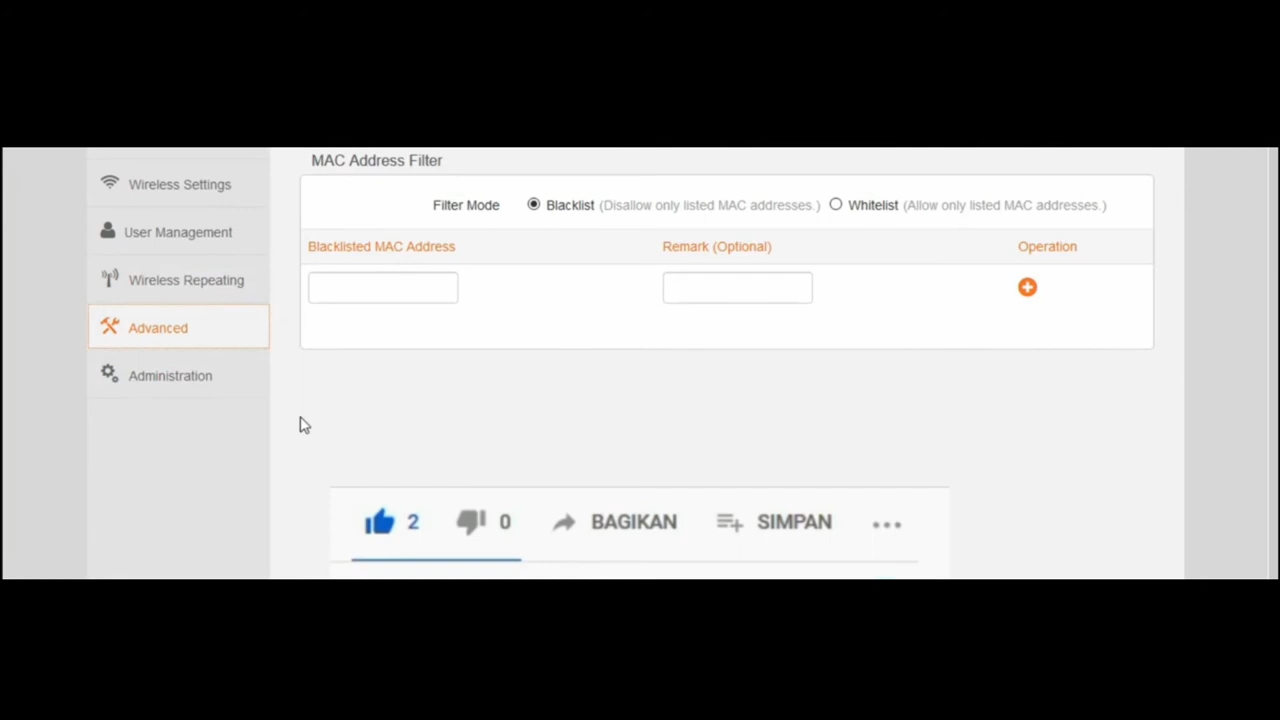 MAC Address Filter
Wireless Settings
User Management
Wireless Repeating
Advanced
Administration
Filter Mode Blacklist (Disallow only listed MAC addresses.) Whitelist (Allow only listed MAC addresses.)
Blacklisted MAC Address Remark (Optional) Operation
2 0 BAGIKAN SIMPAN